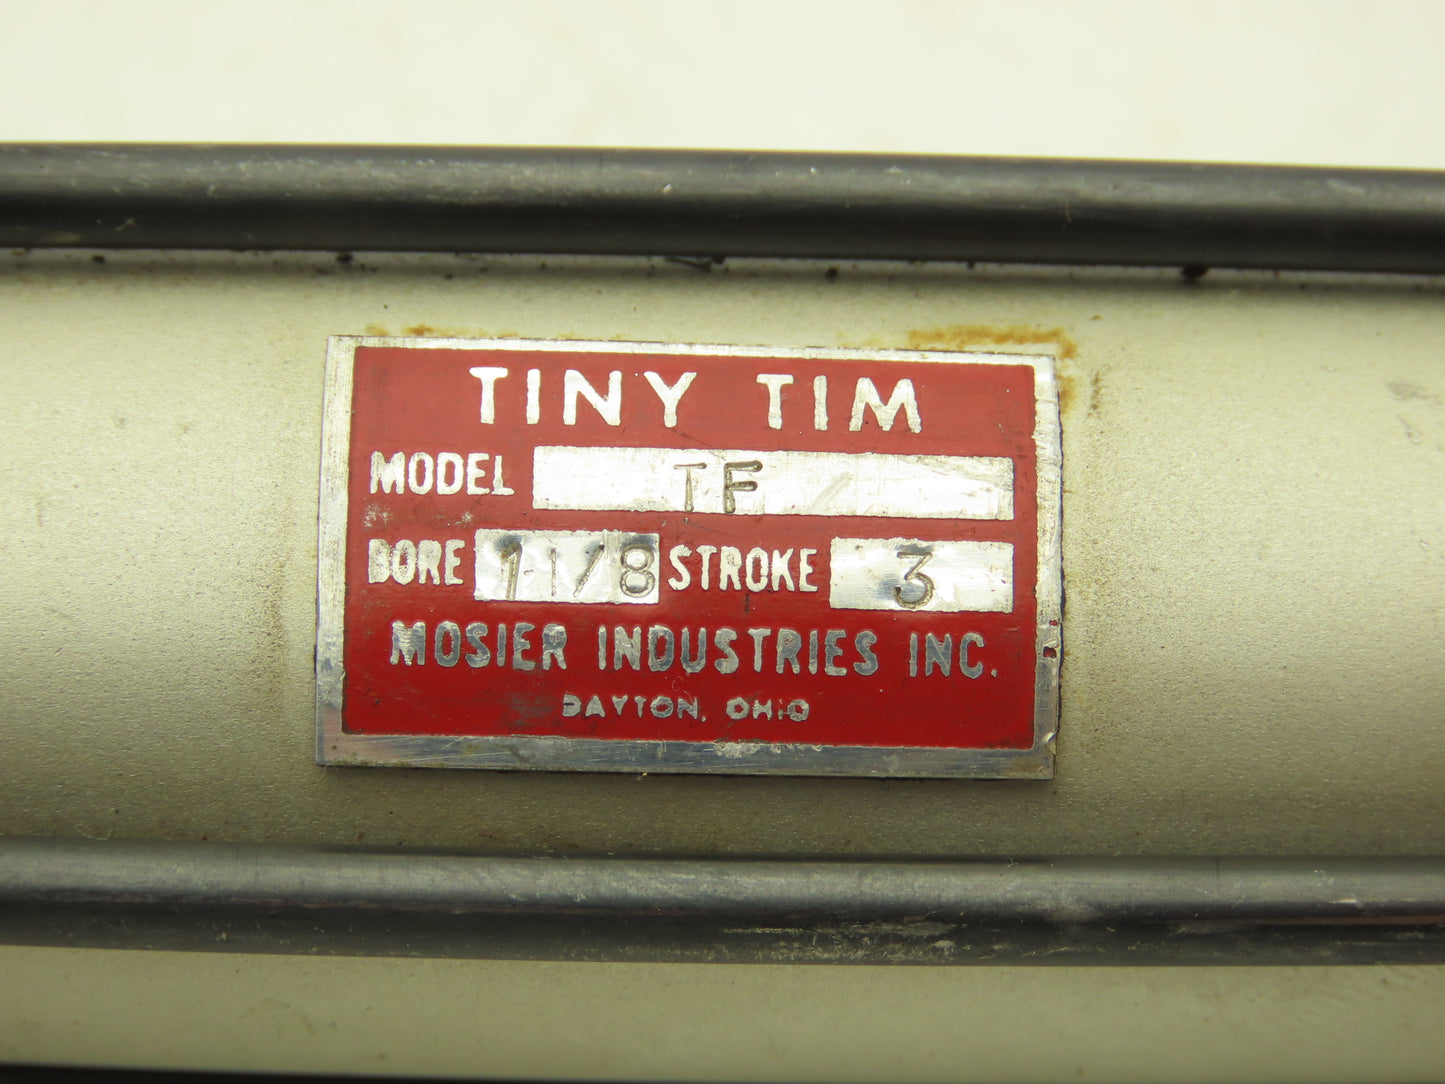 TINY TIM
MODEL TF
BORE 1 1/8 STROKE 3
MOSIER INDUSTRIES INC.
DAYTON, OHIO